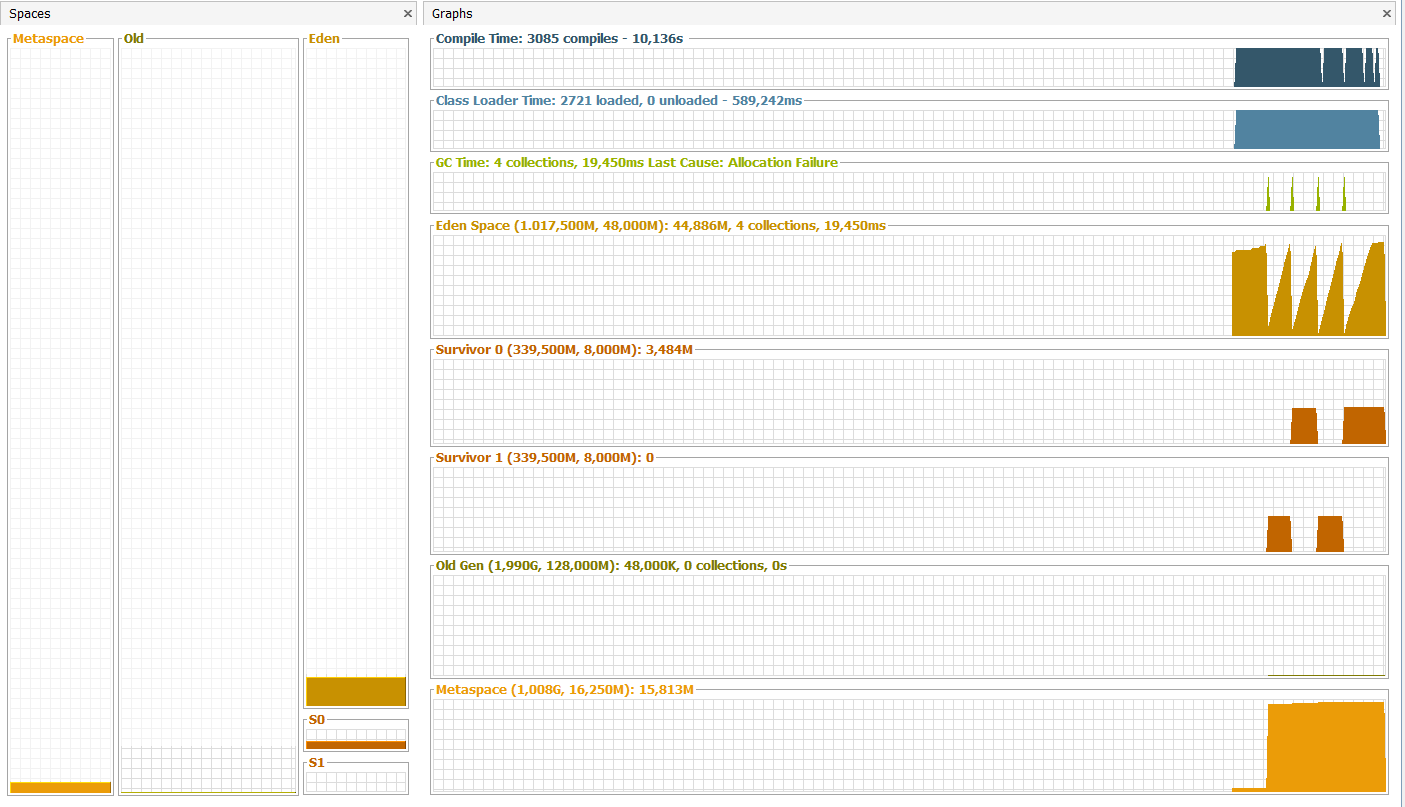 Spaces
Metaspace
Old
Eden
S0
S1
Graphs
Compile Time: 3085 compiles - 10,136s
Class Loader Time: 2721 loaded, 0 unloaded - 589,242ms
GC Time: 4 collections, 19,450ms Last Cause: Allocation Failure
Eden Space (1.017,500M, 48,000M): 44,886M, 4 collections, 19,450ms
Survivor 0 (339,500M, 8,000M): 3,484M
Survivor 1 (339,500M, 8,000M): 0
Old Gen (1,990G, 128,000M): 48,000K, 0 collections, 0s
Metaspace (1,008G, 16,250M): 15,813M